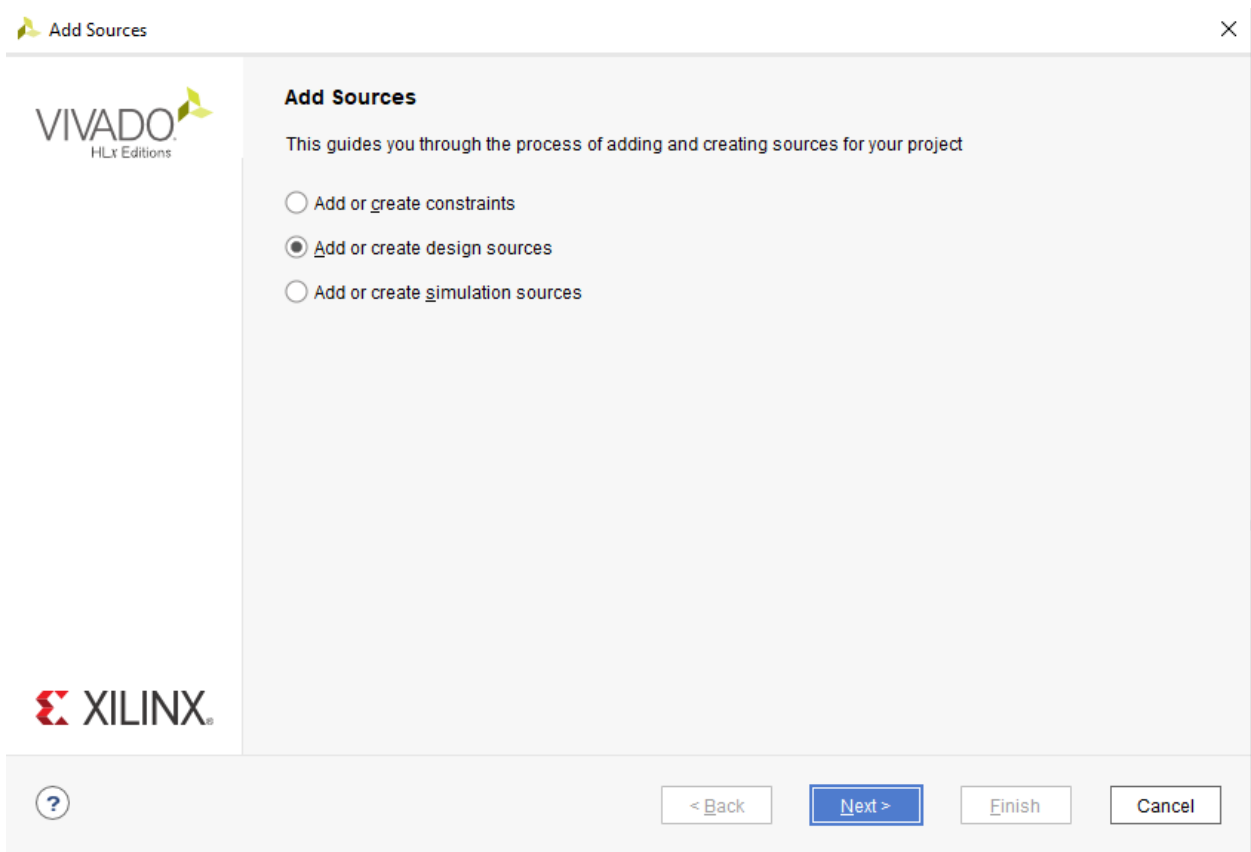 Add Sources
VIVADO.
HLx Editions
Add Sources
This guides you through the process of adding and creating sources for your project
Add or create constraints
Add or create design sources
Add or create simulation sources
XILINX.
?
< Back
Next >
Finish
Cancel